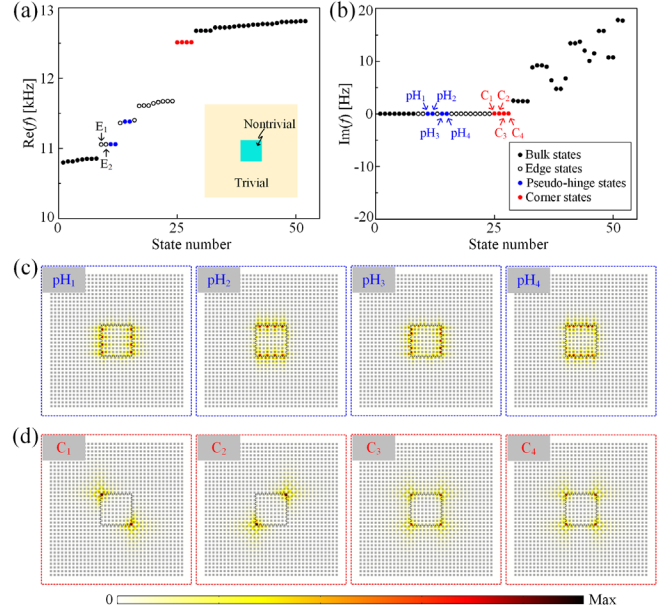 (a)
13
12
11
10
Re(f) [kHz]
E₁
E₂
Nontrivial
Trivial
0
25
50
State number
(b)
20
10
0
-10
-20
Im(f) [Hz]
pH₁ pH₂
pH₃ pH₄
C₁ C₂
C₃ C₄
Bulk states
Edge states
Pseudo-hinge states
Corner states
0
25
50
State number
(c)
pH₁
pH₂
pH₃
pH₄
(d)
C₁
C₂
C₃
C₄
0
Max